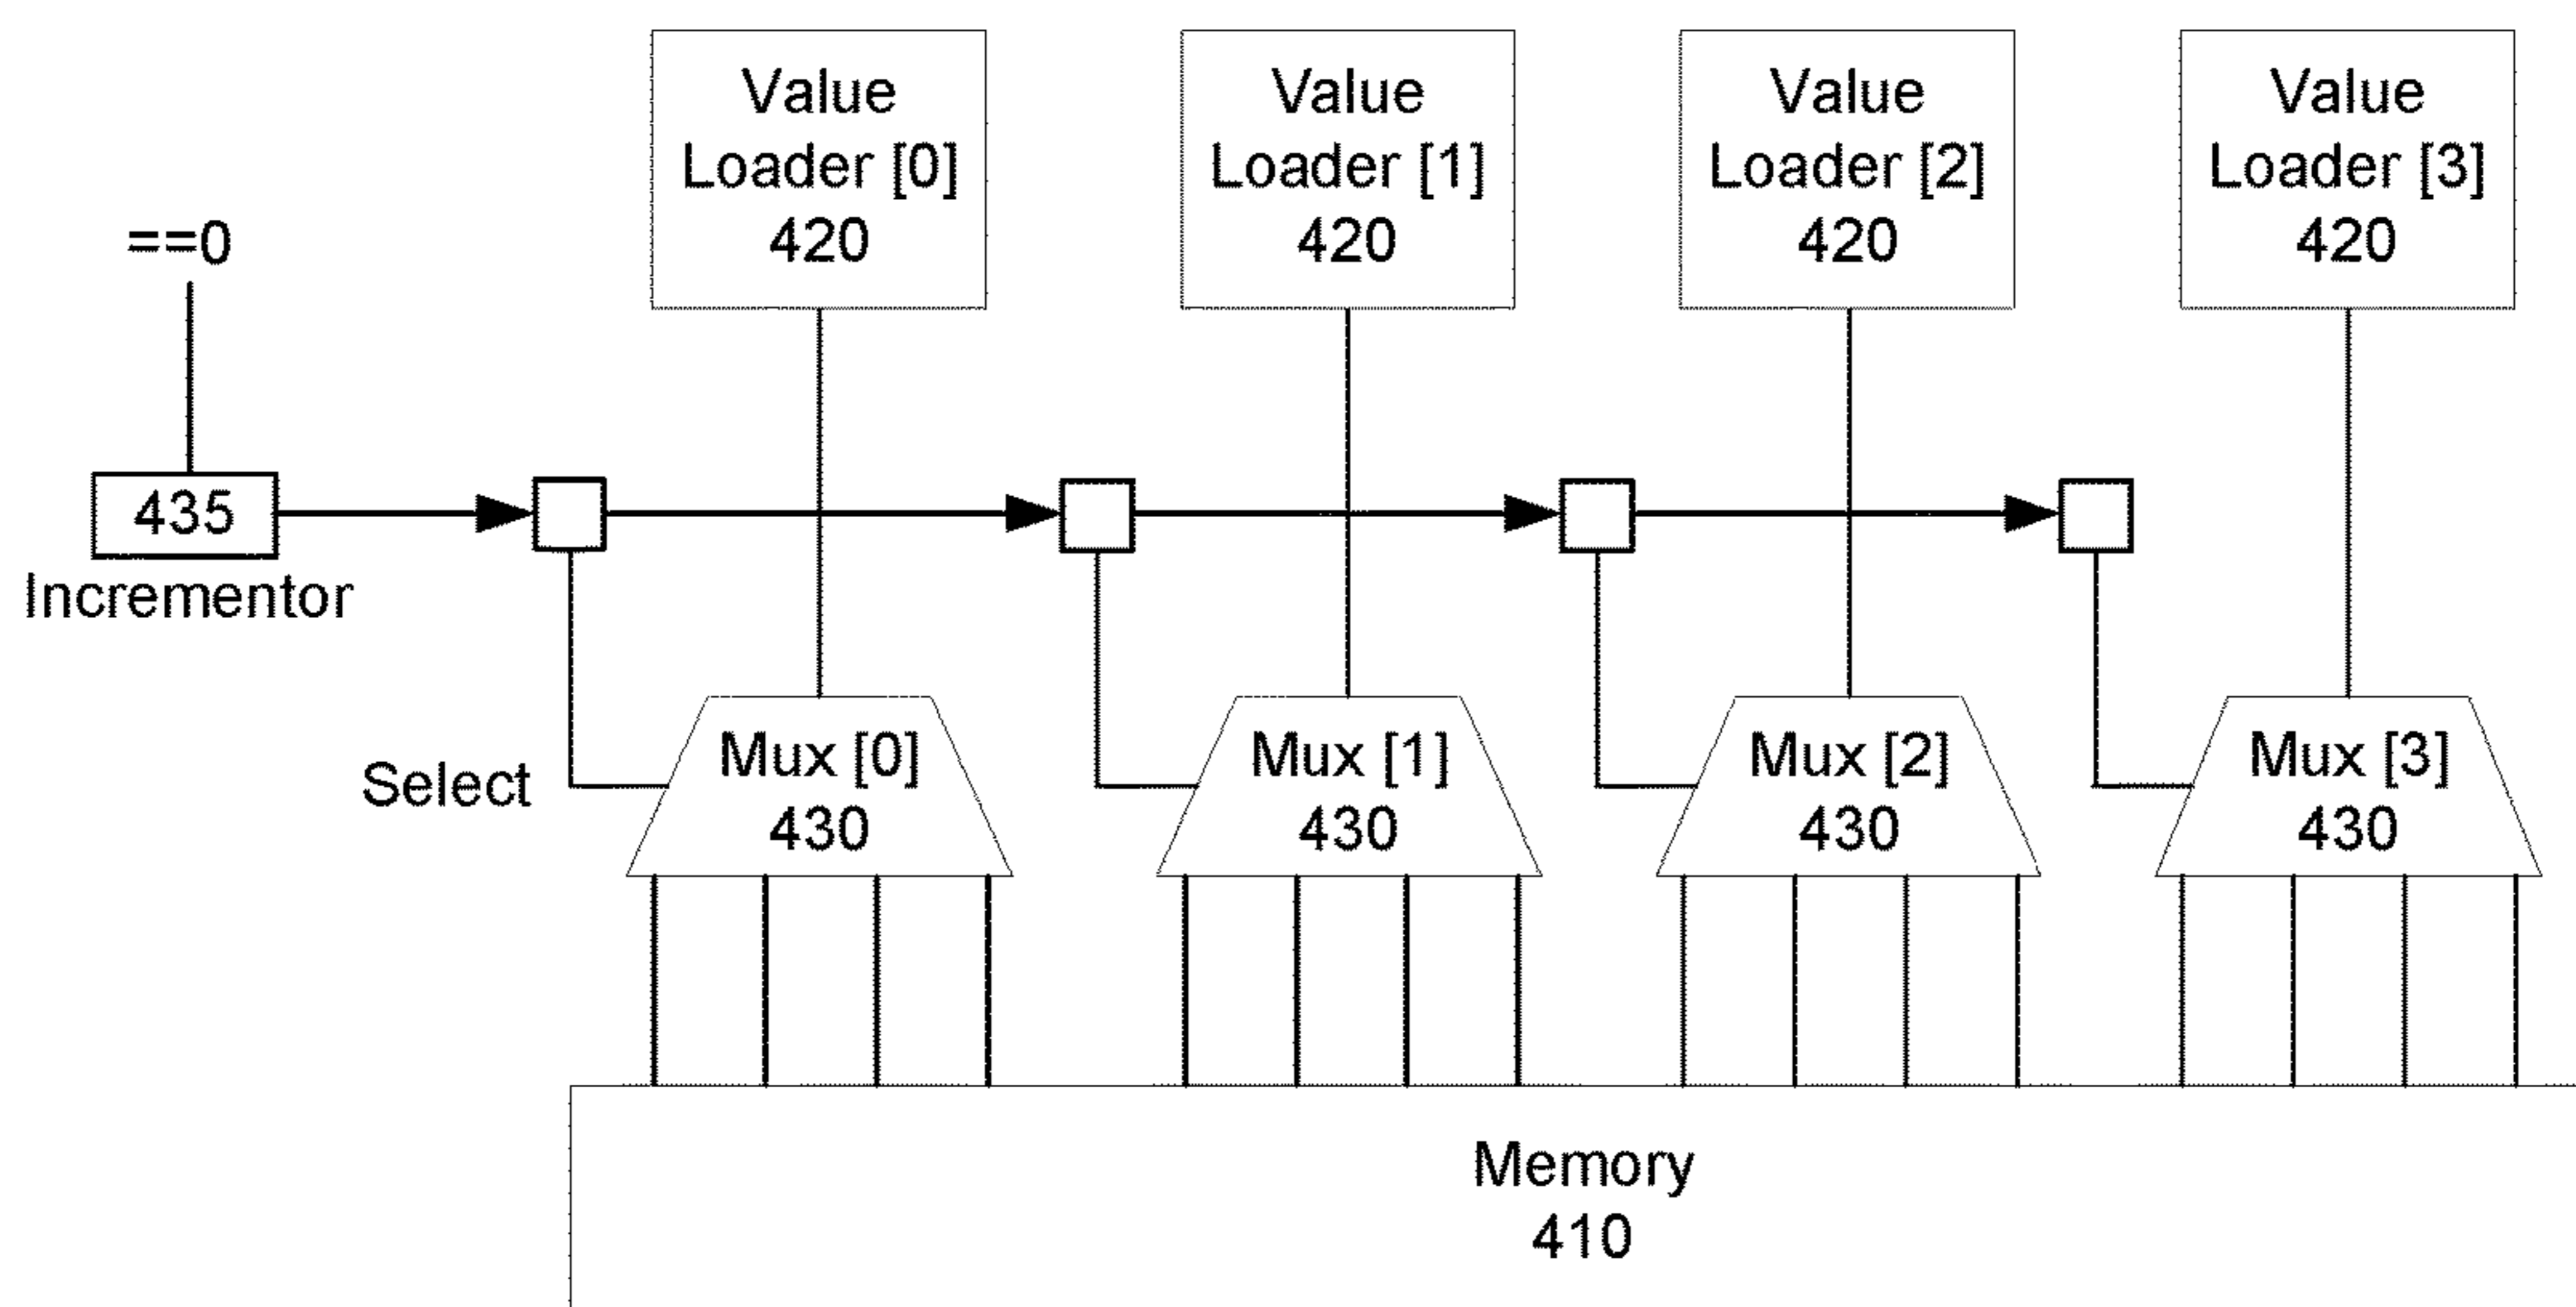 Value
Loader [0]
420
Value
Loader [1]
420
Value
Loader [2]
420
Value
Loader [3]
420
==0
435
Incrementor
Select
Mux [0]
430
Mux [1]
430
Mux [2]
430
Mux [3]
430
Memory
410